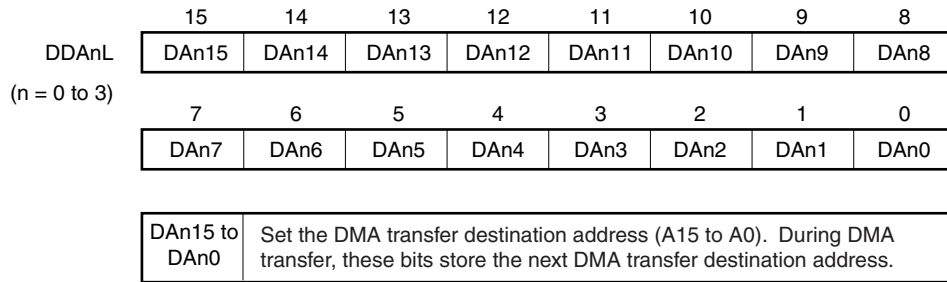 15 14 13 12 11 10 9 8
DDAnL DAn15 DAn14 DAn13 DAn12 DAn11 DAn10 DAn9 DAn8
(n = 0 to 3)
7 6 5 4 3 2 1 0
DAn7 DAn6 DAn5 DAn4 DAn3 DAn2 DAn1 DAn0
DAn15 to Set the DMA transfer destination address (A15 to A0). During DMA
DAn0 transfer, these bits store the next DMA transfer destination address.